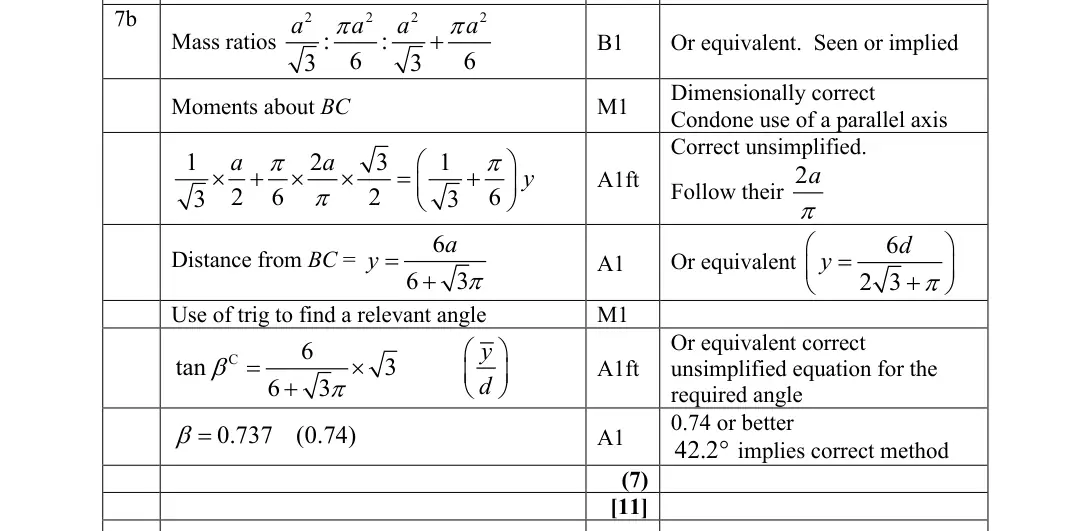 7b
Mass ratios a²/√3 : πa²/6 : a²/√3 + πa²/6
B1
Or equivalent. Seen or implied
Moments about BC
M1
Dimensionally correct
Condone use of a parallel axis
1/√3 × a/2 + π/6 × 2a/π × √3/2 = (1/√3 + π/6) y
A1ft
Correct unsimplified.
Follow their 2a/π
Distance from BC = y = 6a/(6 + √3π)
A1
Or equivalent (y = 6d/(2√3 + π))
Use of trig to find a relevant angle
M1
tan βᶜ = 6/(6 + √3π) × √3 (y̅/d)
A1ft
Or equivalent correct
unsimplified equation for the
required angle
β = 0.737 (0.74)
A1
0.74 or better
42.2° implies correct method
(7)
[11]